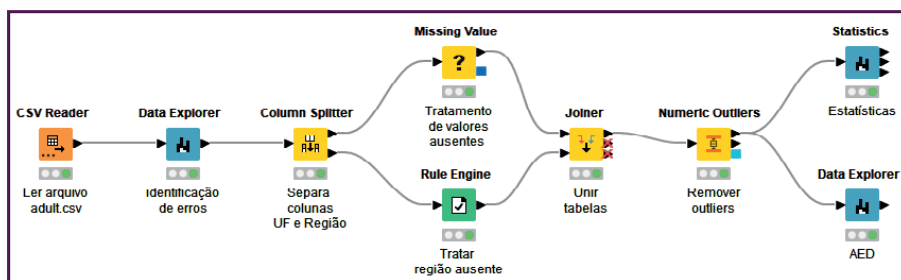 Missing Value
Statistics
?
Tratamento
de valores
ausentes
Estatísticas
CSV Reader
Data Explorer
Column Splitter
Joiner
Numeric Outliers
Ler arquivo
adult.csv
Identificação
de erros
Separa
colunas
UF e Região
Rule Engine
Unir
tabelas
Remover
outliers
Data Explorer
Tratar
região ausente
AED